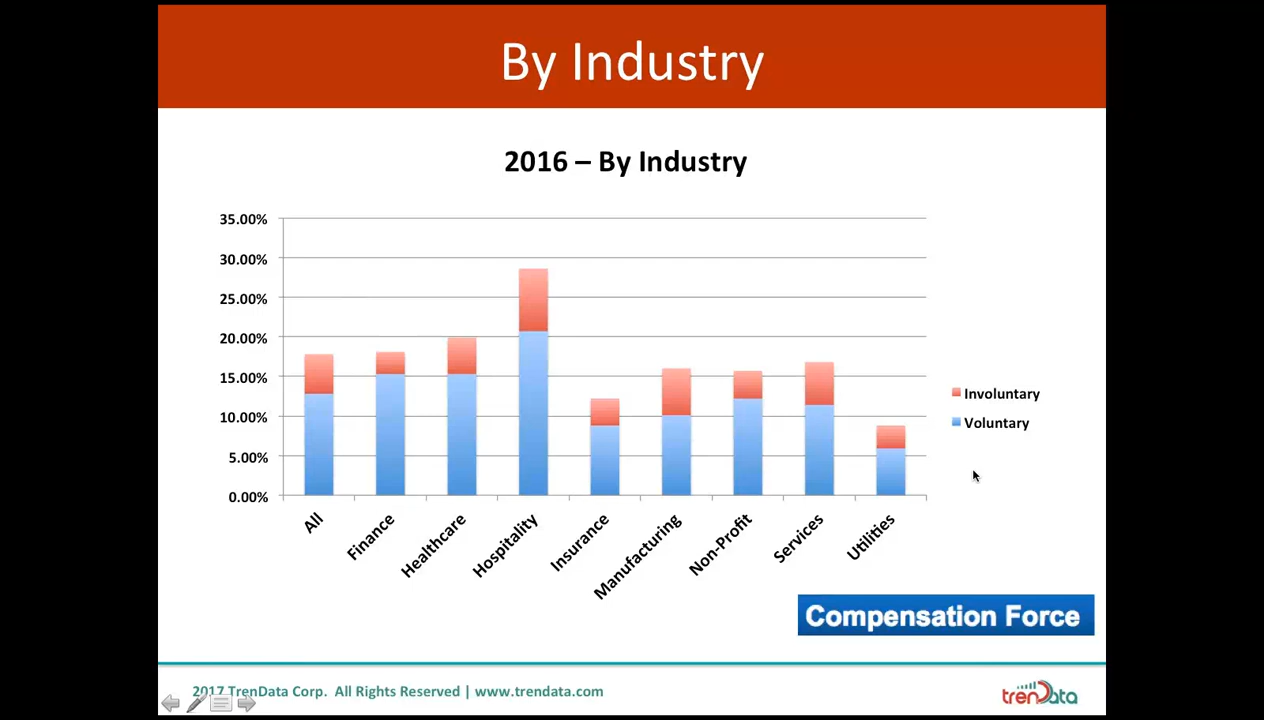 By Industry
2016 – By Industry
35.00%
30.00%
25.00%
20.00%
15.00%
10.00%
5.00%
0.00%
All
Finance
Healthcare
Hospitality
Insurance
Manufacturing
Non-Profit
Services
Utilities
Involuntary
Voluntary
Compensation Force
2017 TrenData Corp. All Rights Reserved | www.trendata.com
trenData